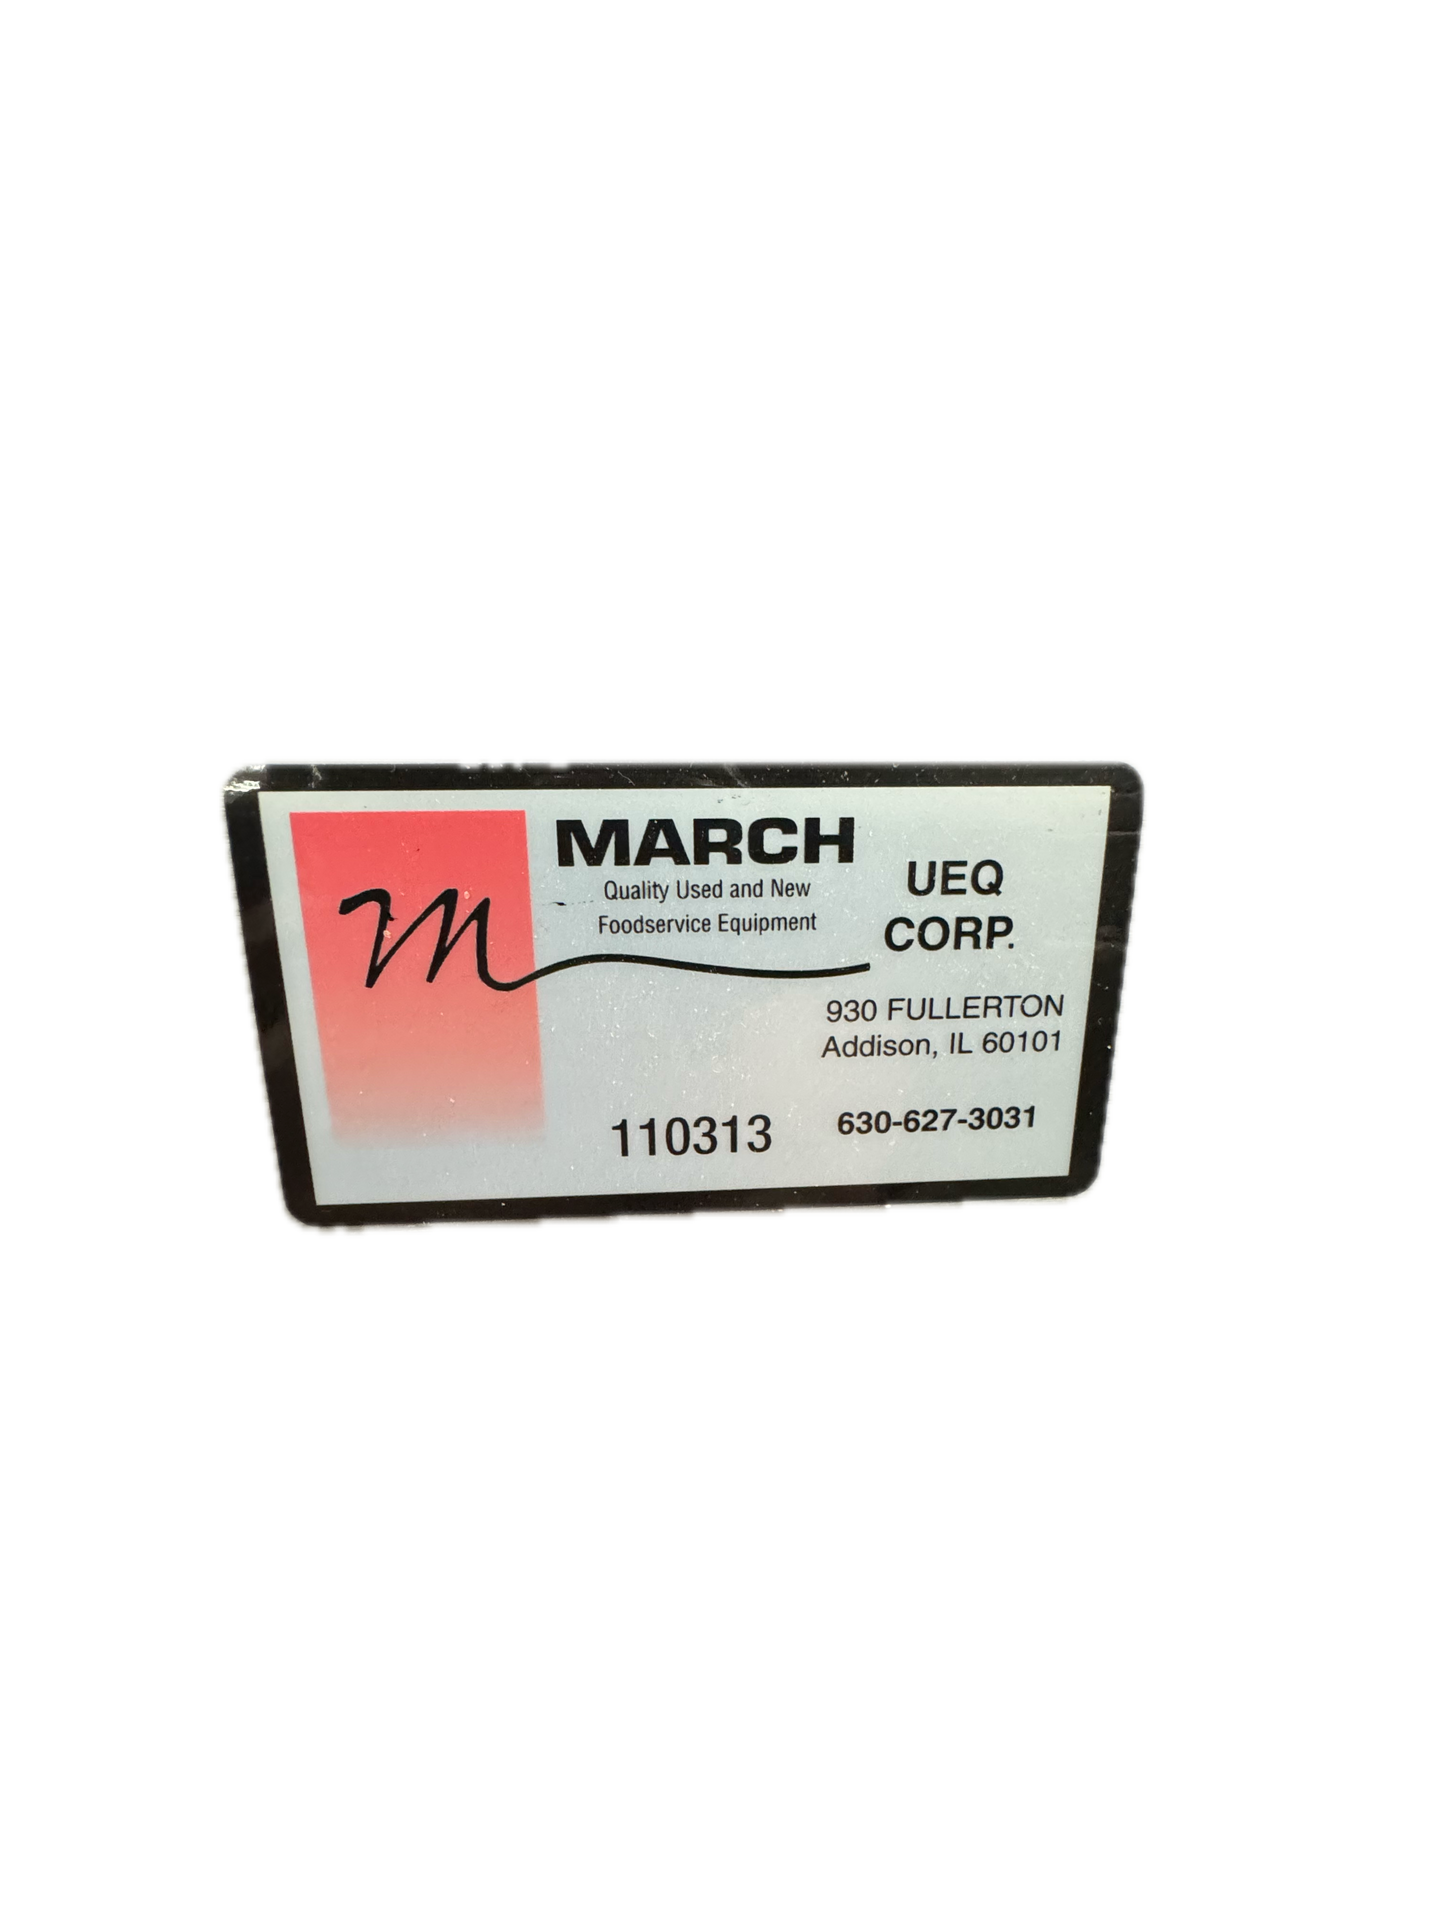 m
MARCH
Quality Used and New
Foodservice Equipment
UEQ
CORP.
930 FULLERTON
Addison, IL 60101
110313
630-627-3031